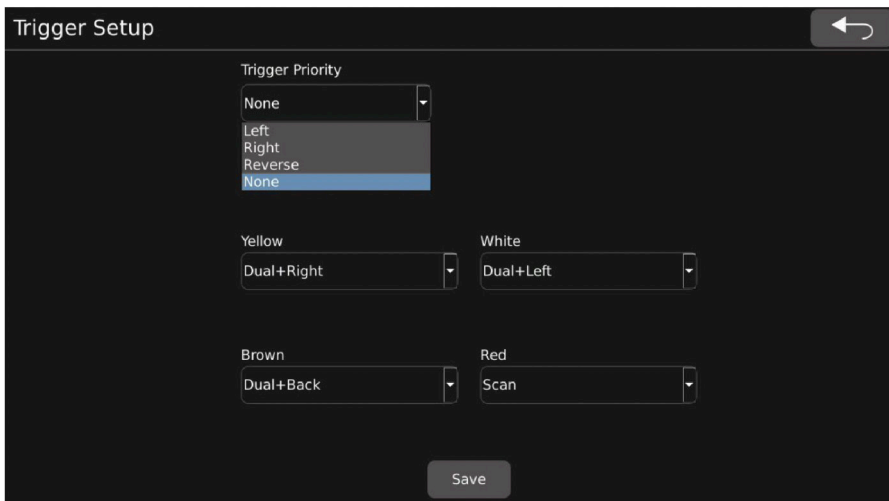 Trigger Setup
Trigger Priority
None
Left
Right
Reverse
None
Yellow
White
Dual+Right
Dual+Left
Brown
Red
Dual+Back
Scan
Save